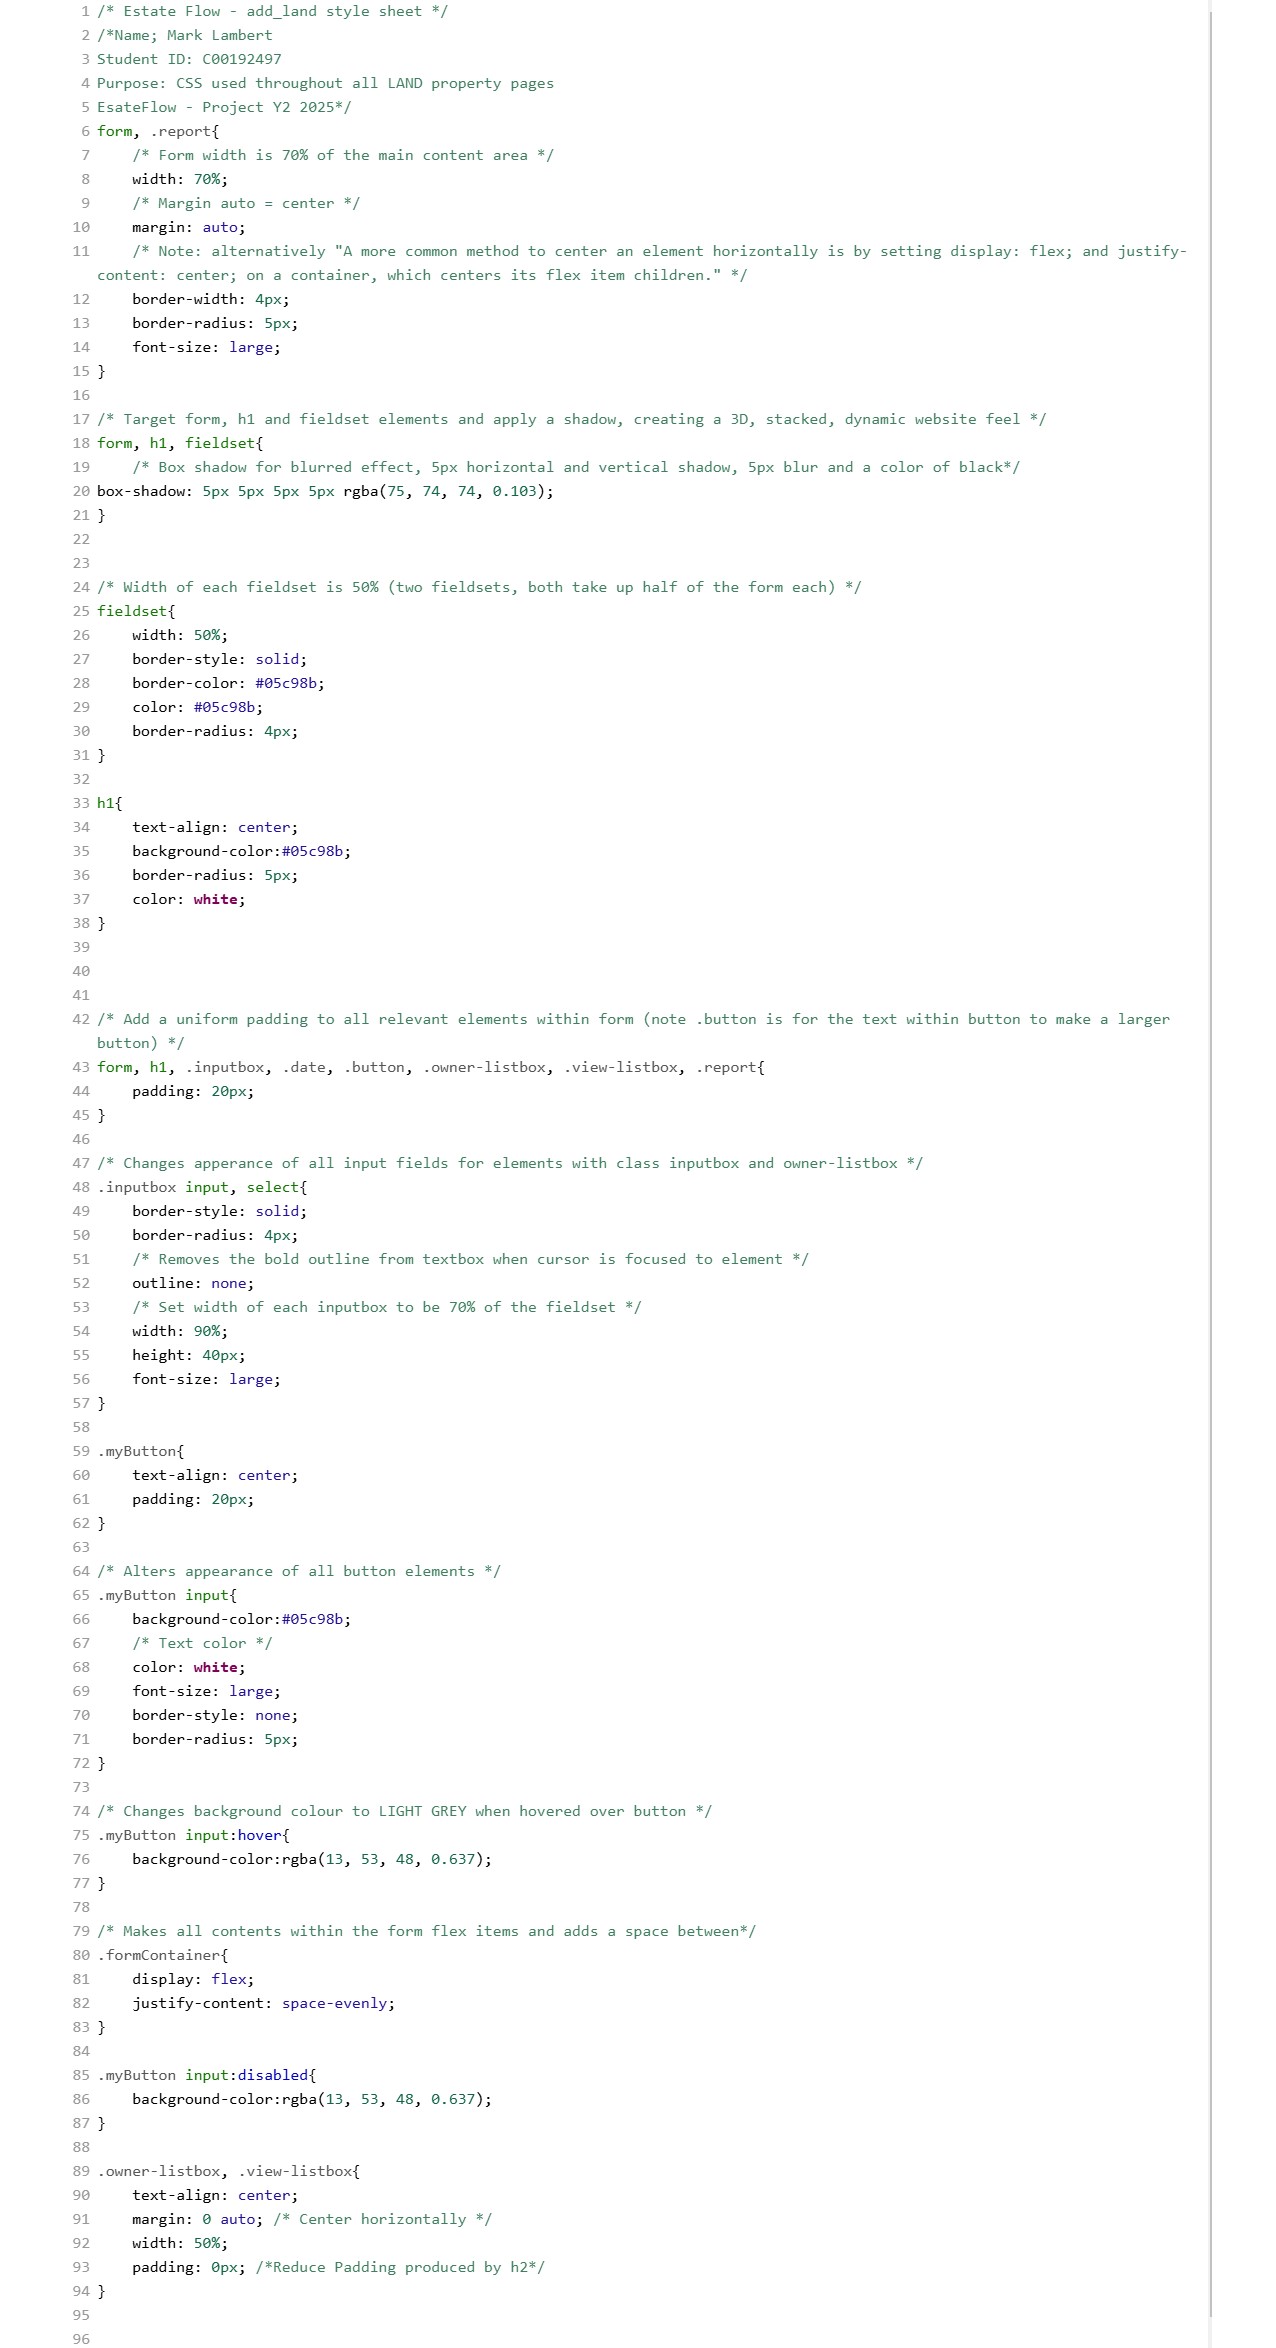 1 /* Estate Flow - add_land style sheet */
2 /*Name; Mark Lambert
3 Student ID: C00192497
4 Purpose: CSS used throughout all LAND property pages
5 EsateFlow - Project Y2 2025*/
6 form, .report{
7     /* Form width is 70% of the main content area */
8     width: 70%;
9     /* Margin auto = center */
10     margin: auto;
11     /* Note: alternatively "A more common method to center an element horizontally is by setting display: flex; and justify-
content: center; on a container, which centers its flex item children." */
12     border-width: 4px;
13     border-radius: 5px;
14     font-size: large;
15 }
16
17 /* Target form, h1 and fieldset elements and apply a shadow, creating a 3D, stacked, dynamic website feel */
18 form, h1, fieldset{
19     /* Box shadow for blurred effect, 5px horizontal and vertical shadow, 5px blur and a color of black*/
20 box-shadow: 5px 5px 5px 5px rgba(75, 74, 74, 0.103);
21 }
22
23
24 /* Width of each fieldset is 50% (two fieldsets, both take up half of the form each) */
25 fieldset{
26     width: 50%;
27     border-style: solid;
28     border-color: #05c98b;
29     color: #05c98b;
30     border-radius: 4px;
31 }
32
33 h1{
34     text-align: center;
35     background-color:#05c98b;
36     border-radius: 5px;
37     color: white;
38 }
39
40
41
42 /* Add a uniform padding to all relevant elements within form (note .button is for the text within button to make a larger
button) */
43 form, h1, .inputbox, .date, .button, .owner-listbox, .view-listbox, .report{
44     padding: 20px;
45 }
46
47 /* Changes apperance of all input fields for elements with class inputbox and owner-listbox */
48 .inputbox input, select{
49     border-style: solid;
50     border-radius: 4px;
51     /* Removes the bold outline from textbox when cursor is focused to element */
52     outline: none;
53     /* Set width of each inputbox to be 70% of the fieldset */
54     width: 90%;
55     height: 40px;
56     font-size: large;
57 }
58
59 .myButton{
60     text-align: center;
61     padding: 20px;
62 }
63
64 /* Alters appearance of all button elements */
65 .myButton input{
66     background-color:#05c98b;
67     /* Text color */
68     color: white;
69     font-size: large;
70     border-style: none;
71     border-radius: 5px;
72 }
73
74 /* Changes background colour to LIGHT GREY when hovered over button */
75 .myButton input:hover{
76     background-color:rgba(13, 53, 48, 0.637);
77 }
78
79 /* Makes all contents within the form flex items and adds a space between*/
80 .formContainer{
81     display: flex;
82     justify-content: space-evenly;
83 }
84
85 .myButton input:disabled{
86     background-color:rgba(13, 53, 48, 0.637);
87 }
88
89 .owner-listbox, .view-listbox{
90     text-align: center;
91     margin: 0 auto; /* Center horizontally */
92     width: 50%;
93     padding: 0px; /*Reduce Padding produced by h2*/
94 }
95
96